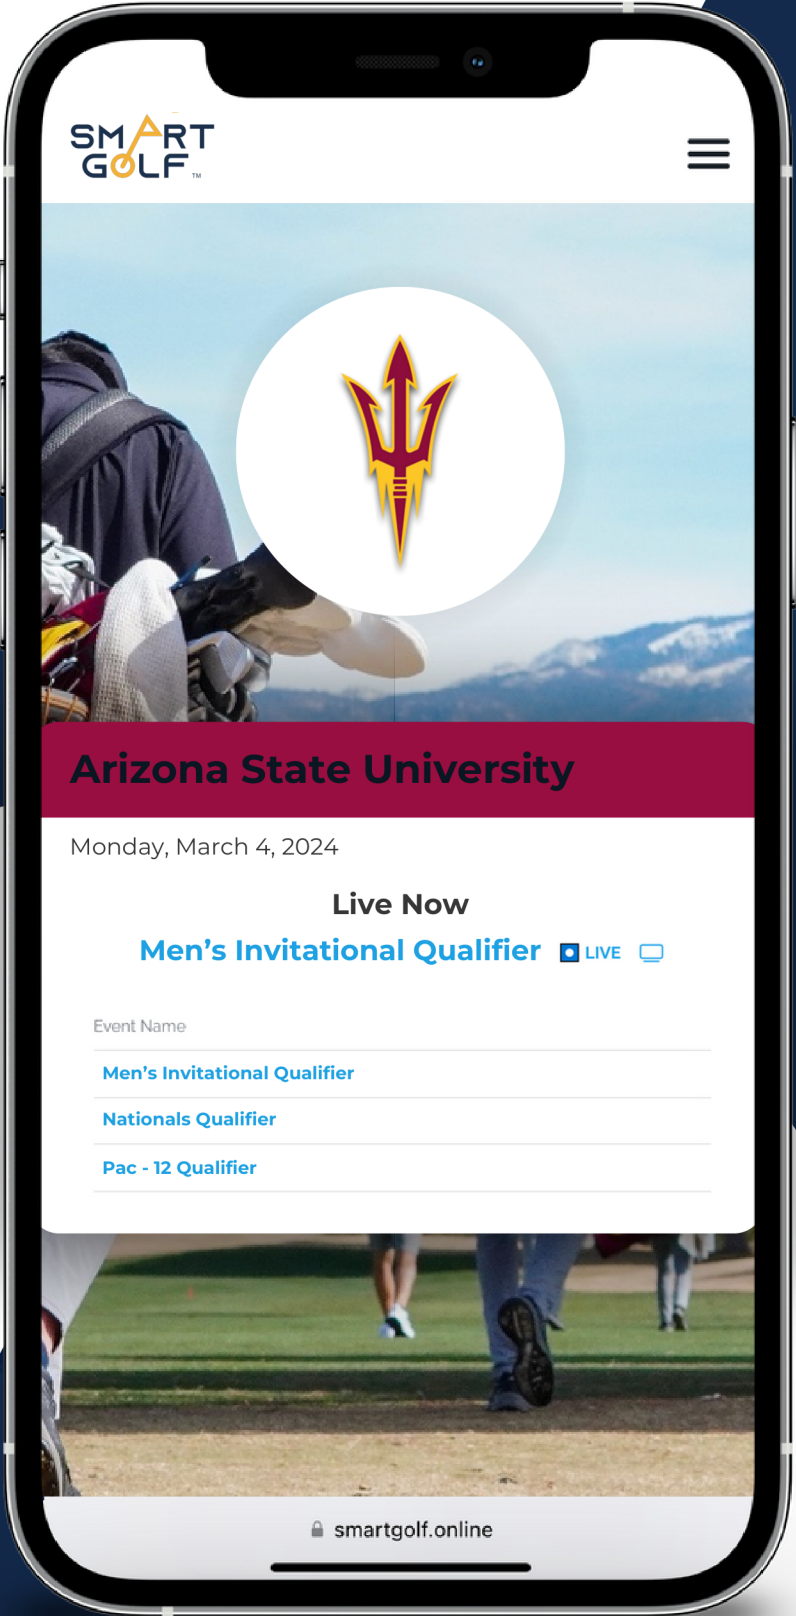 SMART
GOLF™
Arizona State University
Monday, March 4, 2024
Live Now
Men’s Invitational Qualifier LIVE
Event Name
Men’s Invitational Qualifier
Nationals Qualifier
Pac - 12 Qualifier
smartgolf.online